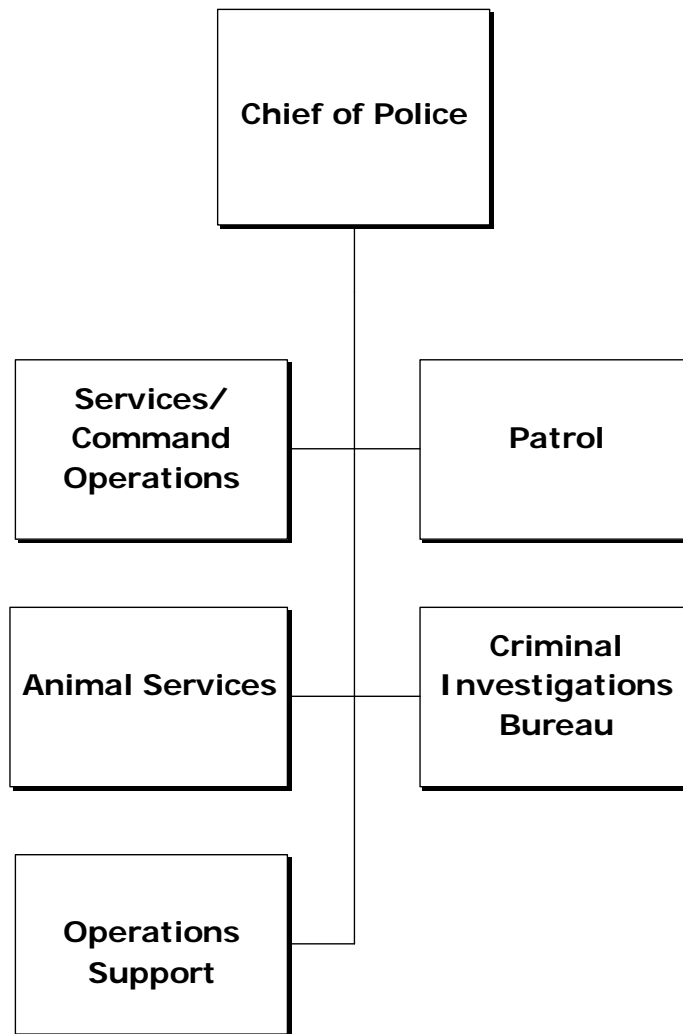 Chief of Police
Services/
Command
Operations
Patrol
Animal Services
Criminal
Investigations
Bureau
Operations
Support